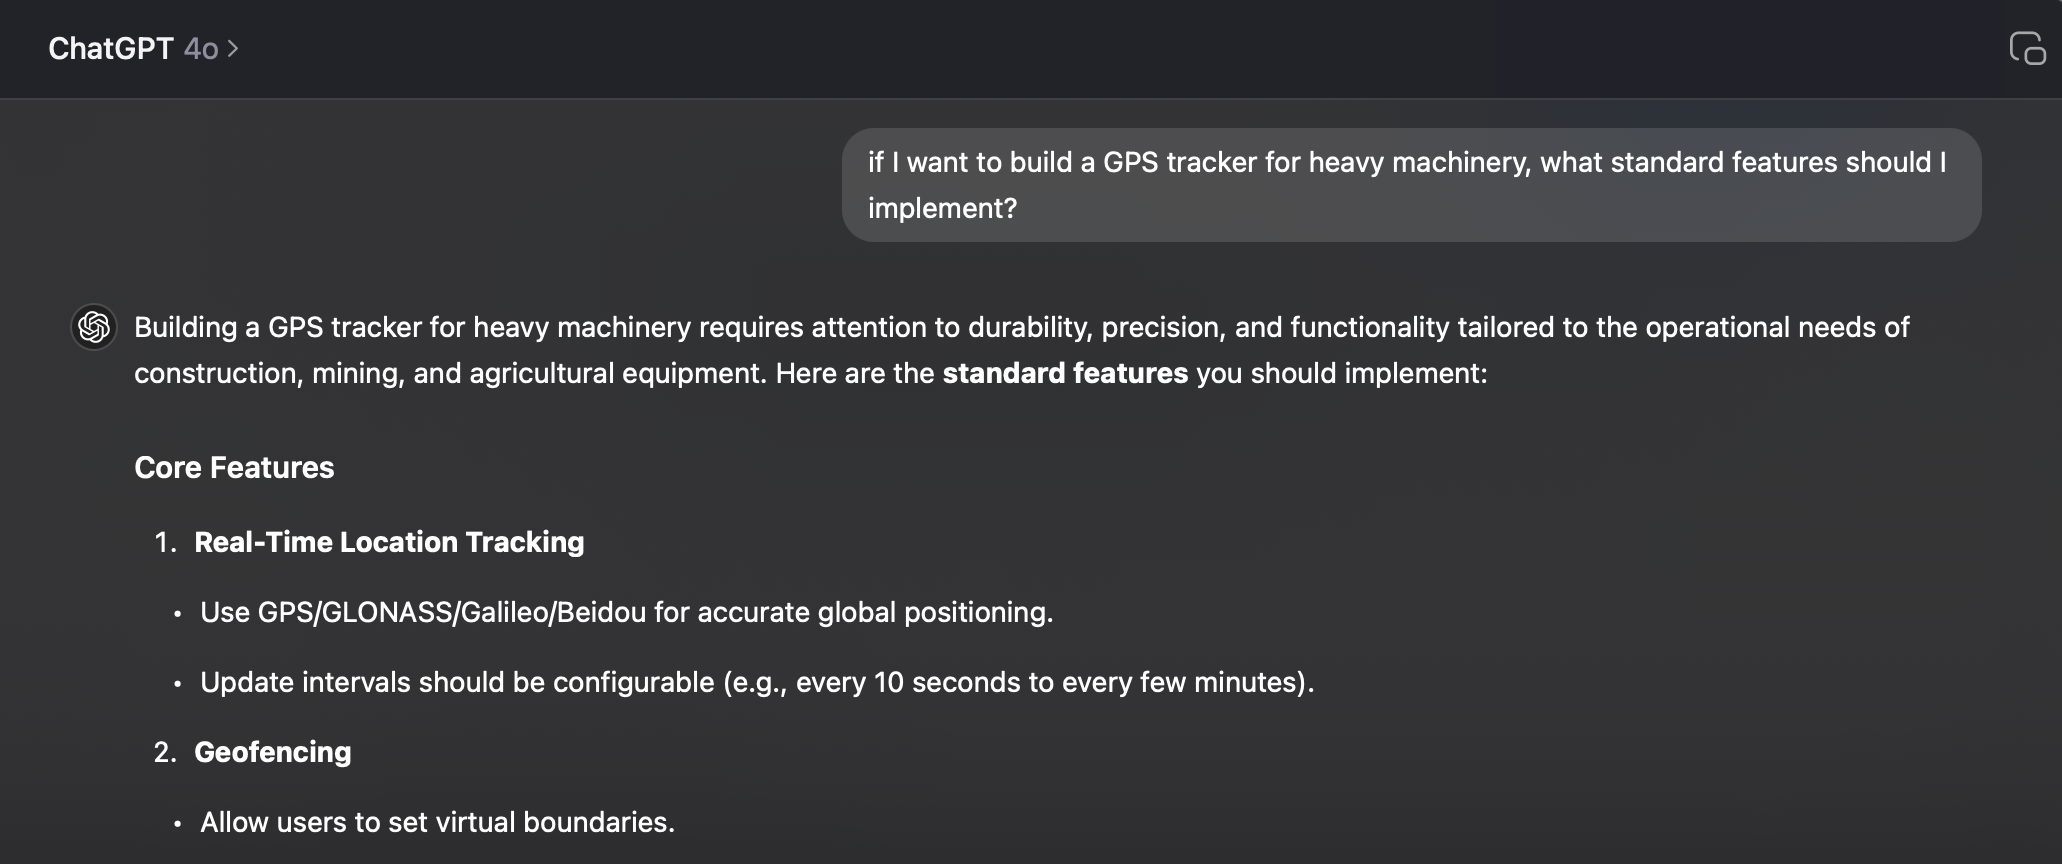 ChatGPT 4o >
if I want to build a GPS tracker for heavy machinery, what standard features should I
implement?
Building a GPS tracker for heavy machinery requires attention to durability, precision, and functionality tailored to the operational needs of
construction, mining, and agricultural equipment. Here are the standard features you should implement:
Core Features
1. Real-Time Location Tracking
• Use GPS/GLONASS/Galileo/Beidou for accurate global positioning.
• Update intervals should be configurable (e.g., every 10 seconds to every few minutes).
2. Geofencing
• Allow users to set virtual boundaries.